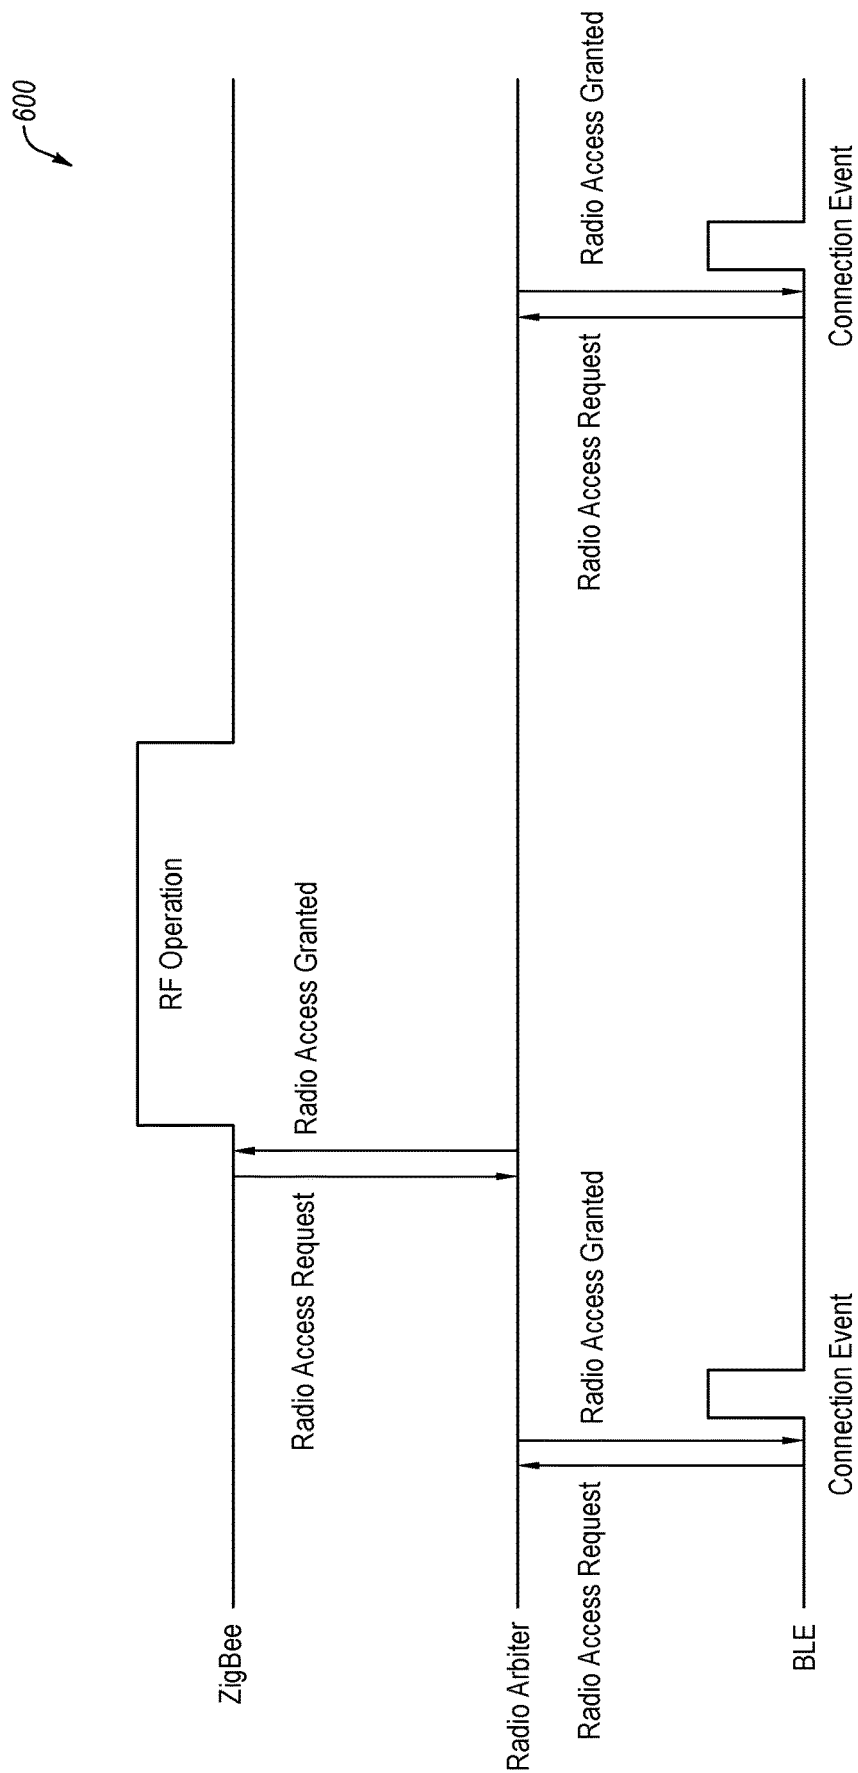 600
ZigBee
Radio Access Request
Radio Access Granted
RF Operation
Radio Arbiter
Radio Access Request
Radio Access Granted
Radio Access Request
Radio Access Granted
BLE
Connection Event
Connection Event